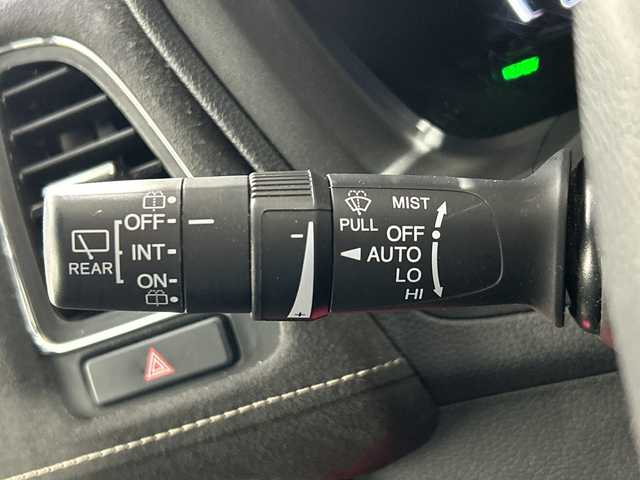 REAR
OFF
INT
ON
−
+
PULL
MIST
OFF
AUTO
LO
HI